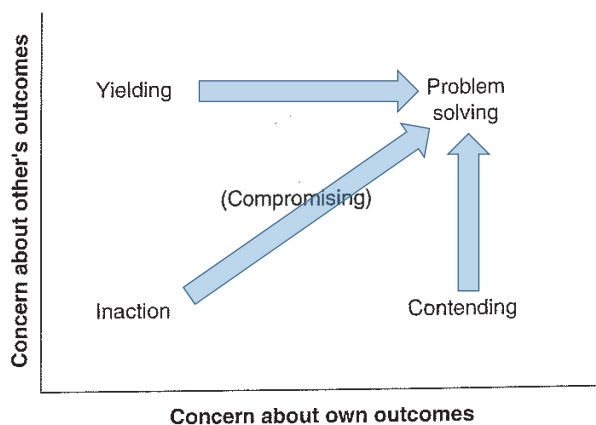 Concern about other's outcomes
Yielding
Problem
solving
(Compromising)
Inaction
Contending
Concern about own outcomes